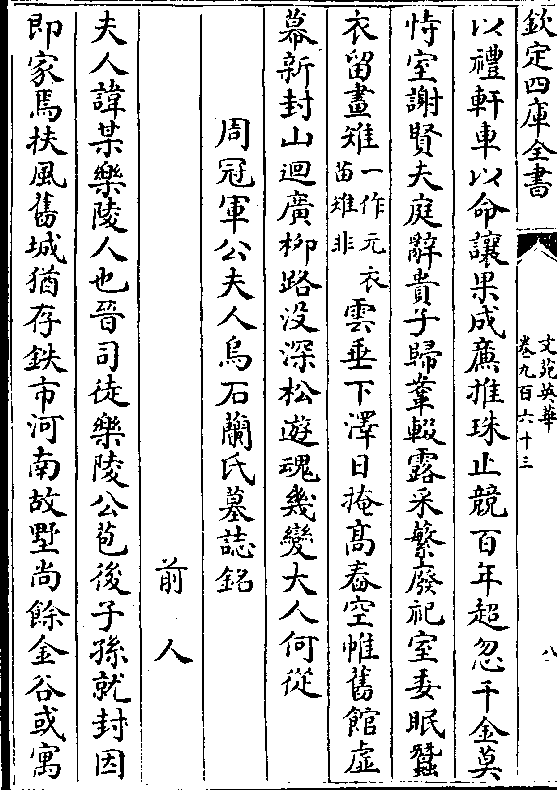 欽定四庫全書
文苑英華
卷九百六十三
八
以禮軒車以命讓果成廉推珠止競百年超忽千金莫
恃室謝賢夫庭辭貴子歸輂輟露采蘩廢祀室委眠蠶
衣留畫雉一作元衣
苗雉非雲垂下澤日掩髙舂空帷舊館虛
幕新封山迴廣栁路没深松遊魂幾變大人何從
周冠軍公夫人烏石蘭氏墓誌銘
前人
夫人諱某樂陵人也晉司徒樂陵公苞後子孫就封因
即家焉扶風舊城猶存鉄市河南故墅尚餘金谷或寓